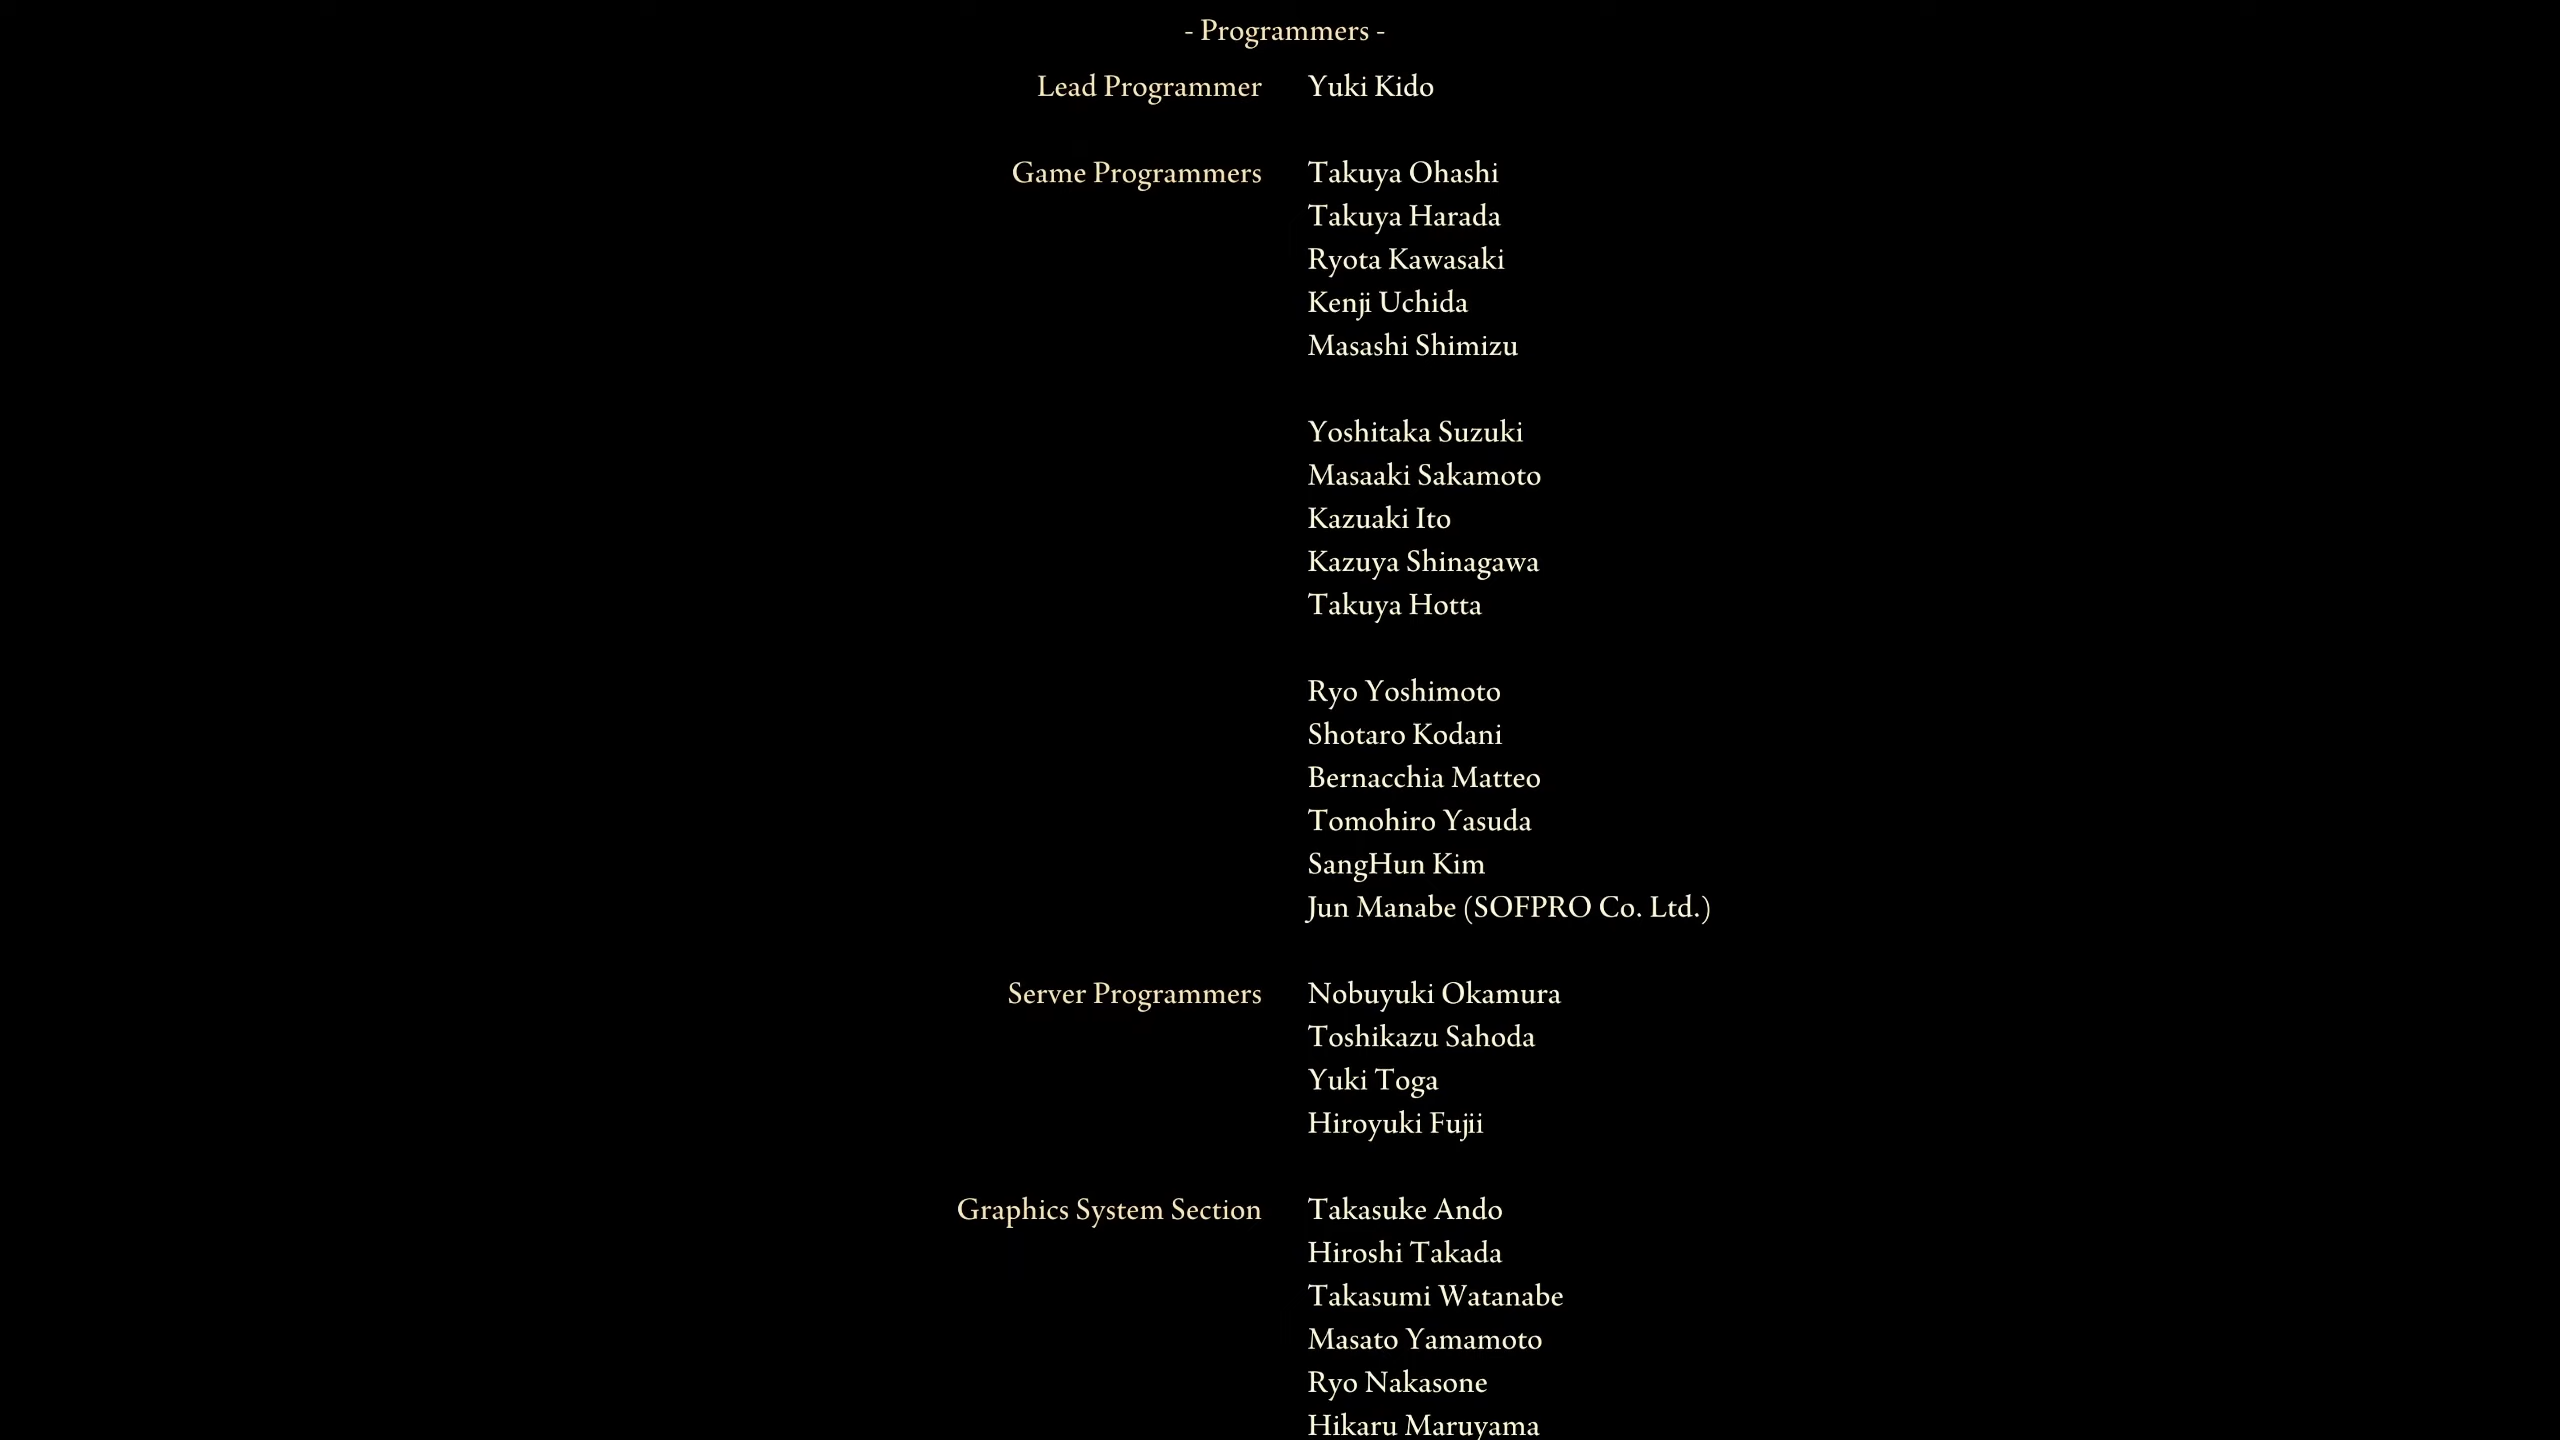 - Programmers -
Lead Programmer Yuki Kido
Game Programmers Takuya Ohashi
Takuya Harada
Ryota Kawasaki
Kenji Uchida
Masashi Shimizu
Yoshitaka Suzuki
Masaaki Sakamoto
Kazuaki Ito
Kazuya Shinagawa
Takuya Hotta
Ryo Yoshimoto
Shotaro Kodani
Bernacchia Matteo
Tomohiro Yasuda
SangHun Kim
Jun Manabe (SOFPRO Co. Ltd.)
Server Programmers Nobuyuki Okamura
Toshikazu Sahoda
Yuki Toga
Hiroyuki Fujii
Graphics System Section Takasuke Ando
Hiroshi Takada
Takasumi Watanabe
Masato Yamamoto
Ryo Nakasone
Hikaru Maruyama